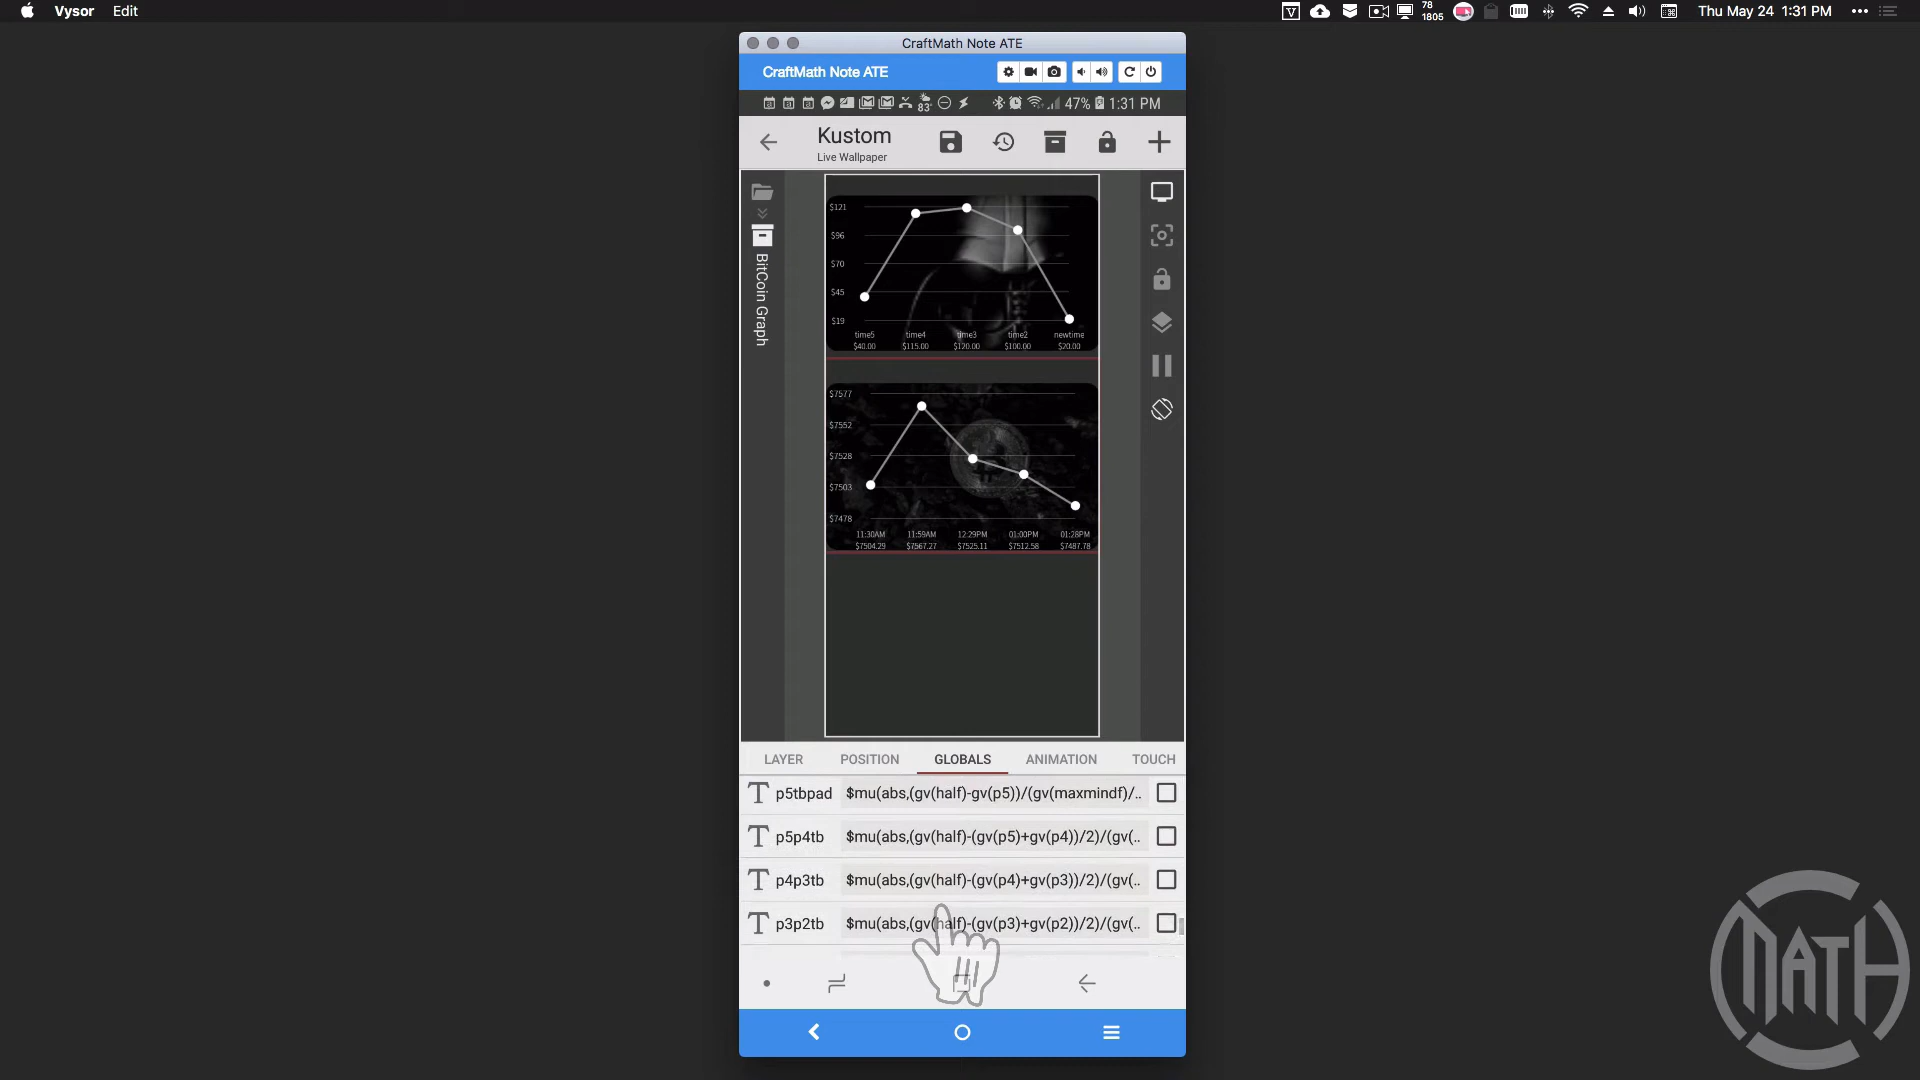 Vysor Edit
78
1805
Thu May 24 1:31 PM
CraftMath Note ATE
CraftMath Note ATE
83°
47% 1:31 PM
Kustom
Live Wallpaper
BitCoin Graph
$121
$96
$70
$45
$19
time5 time4 time3 time2 newtime
$40.00 $115.00 $120.00 $100.00 $20.00
$7577
$7552
$7528
$7503
$7478
11:30AM 11:59AM 12:29PM 01:00PM 01:28PM
$7504.29 $7567.27 $7525.11 $7512.58 $7487.78
LAYER POSITION GLOBALS ANIMATION TOUCH
p5tbpad $mu(abs,(gv(half)-gv(p5))/(gv(maxmindf)/..
p5p4tb $mu(abs,(gv(half)-(gv(p5)+gv(p4))/2)/(gv(..
p4p3tb $mu(abs,(gv(half)-(gv(p4)+gv(p3))/2)/(gv(..
p3p2tb $mu(abs,(gv(half)-(gv(p3)+gv(p2))/2)/(gv(..
MATH